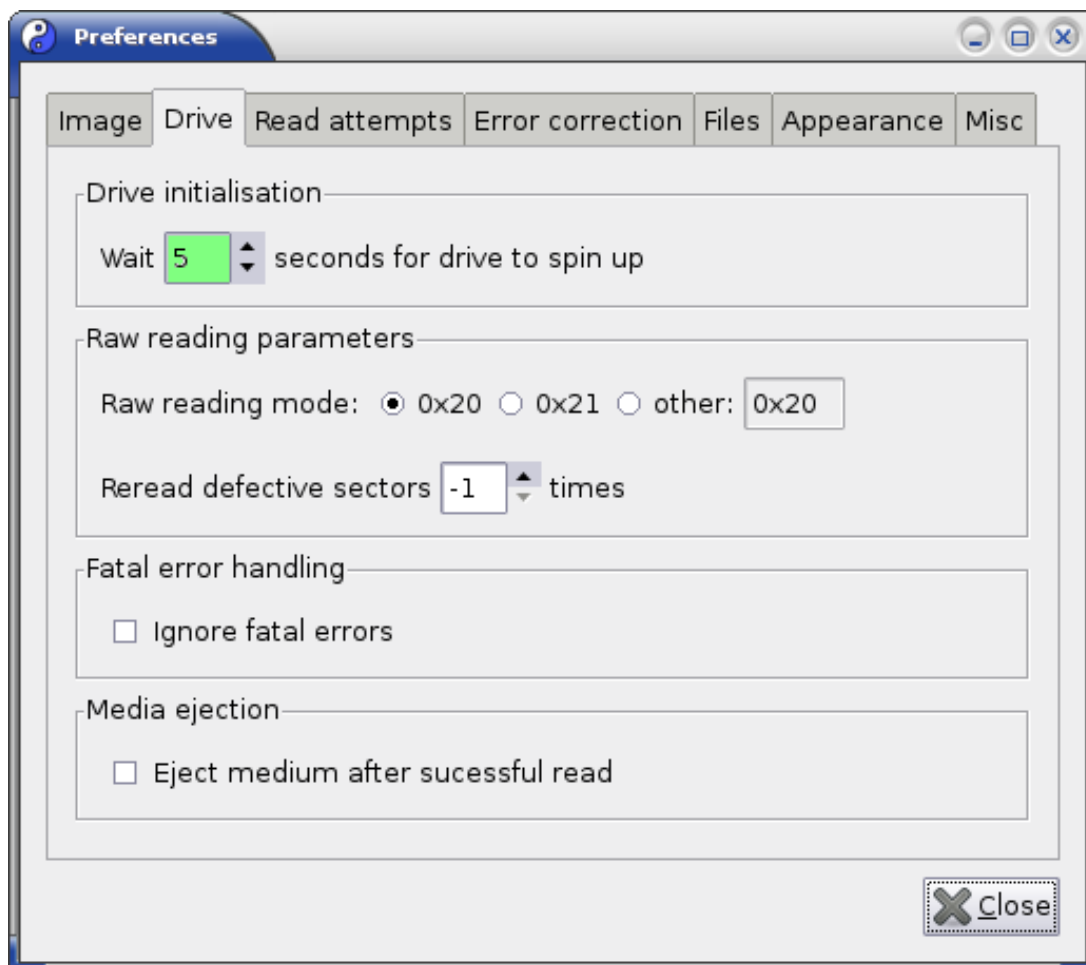 Preferences
Image Drive Read attempts Error correction Files Appearance Misc
Drive initialisation
Wait 5 seconds for drive to spin up
Raw reading parameters
Raw reading mode: 0x20 0x21 other: 0x20
Reread defective sectors -1 times
Fatal error handling
Ignore fatal errors
Media ejection
Eject medium after sucessful read
Close